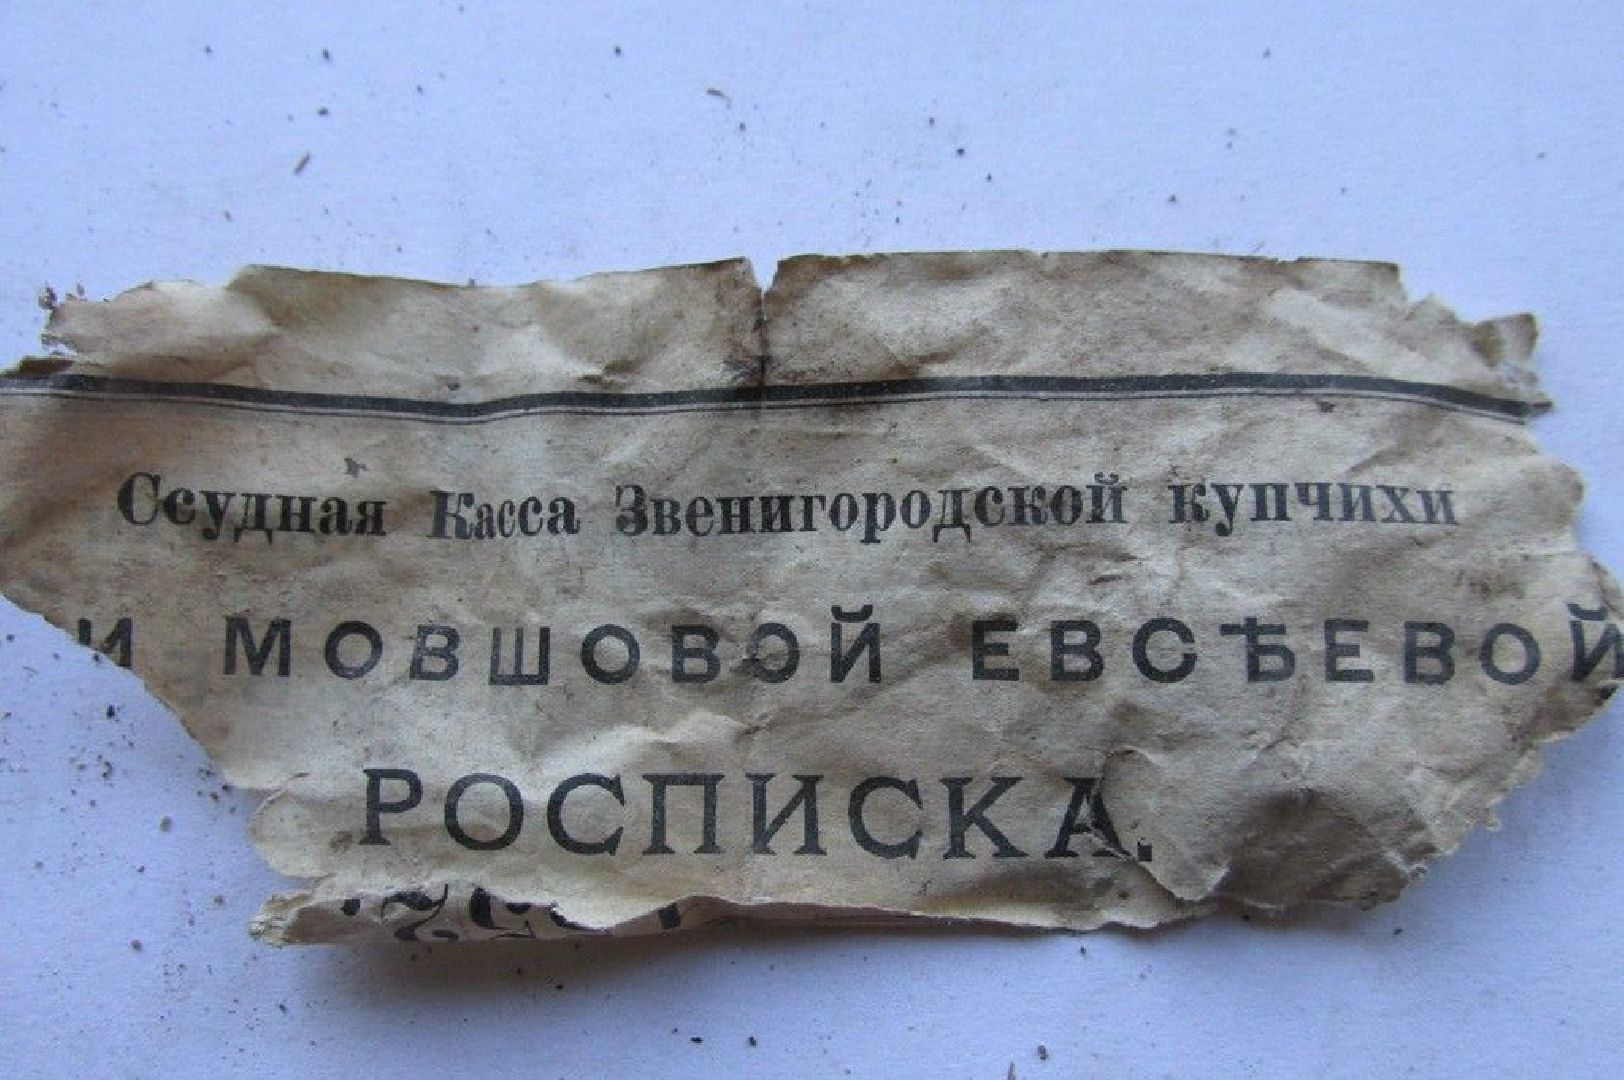 Ссудная Касса Звенигородской купчихи
и МОВШОВОЙ ЕВСѢЕВОЙ
РОСПИСКА.